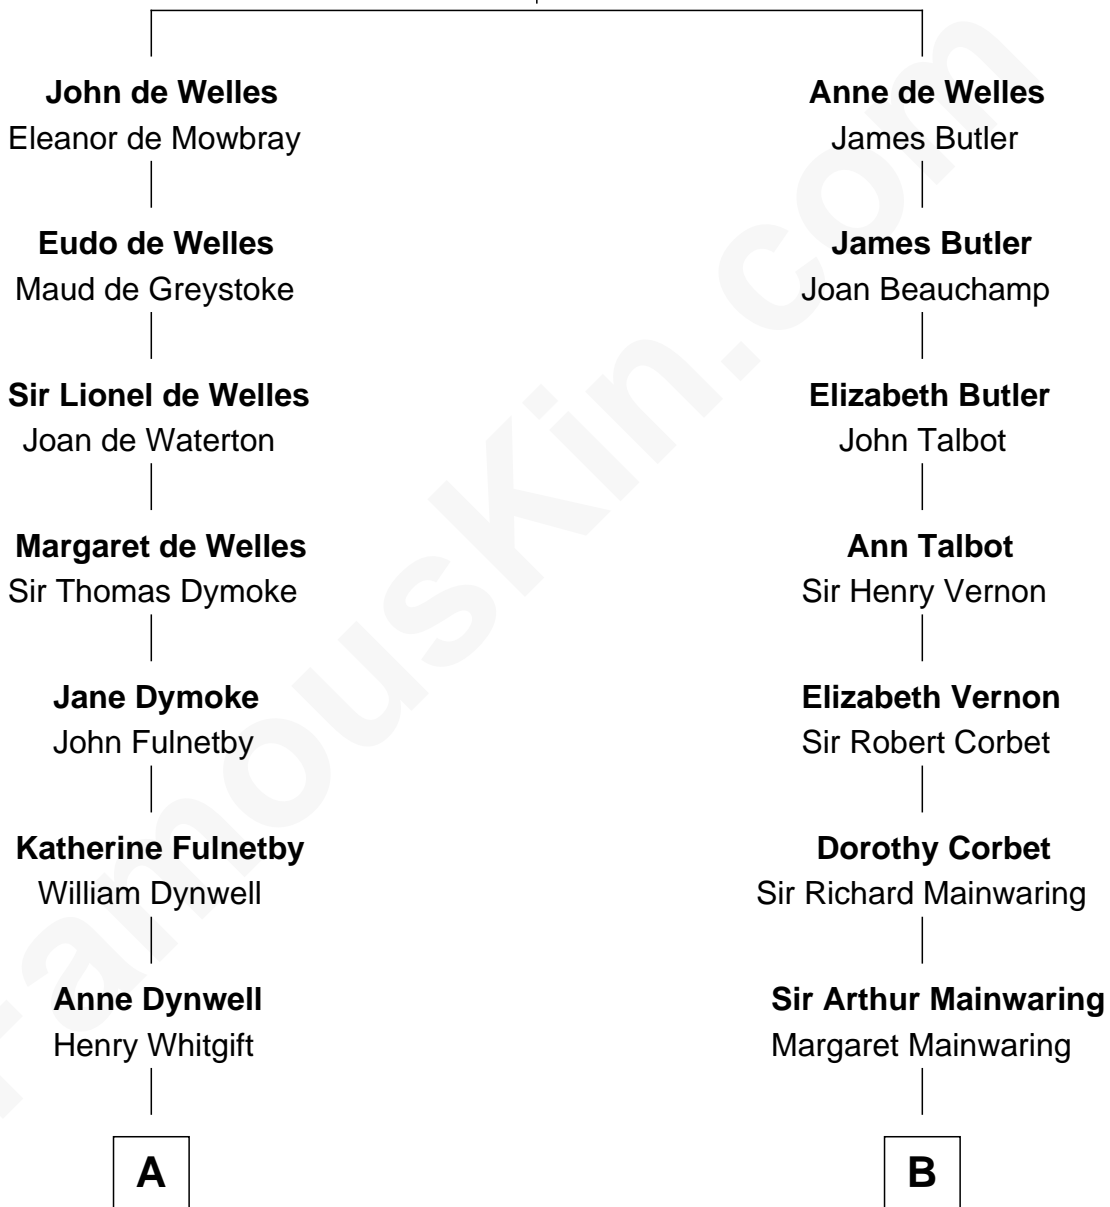 John de Welles
Eleanor de Mowbray
Eudo de Welles
Maud de Greystoke
Sir Lionel de Welles
Joan de Waterton
Margaret de Welles
Sir Thomas Dymoke
Jane Dymoke
John Fulnetby
Katherine Fulnetby
William Dynwell
Anne Dynwell
Henry Whitgift
A
Anne de Welles
James Butler
James Butler
Joan Beauchamp
Elizabeth Butler
John Talbot
Ann Talbot
Sir Henry Vernon
Elizabeth Vernon
Sir Robert Corbet
Dorothy Corbet
Sir Richard Mainwaring
Sir Arthur Mainwaring
Margaret Mainwaring
B
FamousKin.com